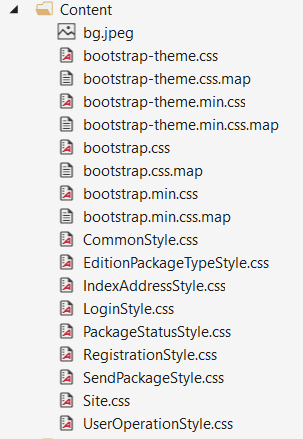 Content
bg.jpeg
bootstrap-theme.css
bootstrap-theme.css.map
bootstrap-theme.min.css
bootstrap-theme.min.css.map
bootstrap.css
bootstrap.css.map
bootstrap.min.css
bootstrap.min.css.map
CommonStyle.css
EditionPackageTypeStyle.css
IndexAddressStyle.css
LoginStyle.css
PackageStatusStyle.css
RegistrationStyle.css
SendPackageStyle.css
Site.css
UserOperationStyle.css